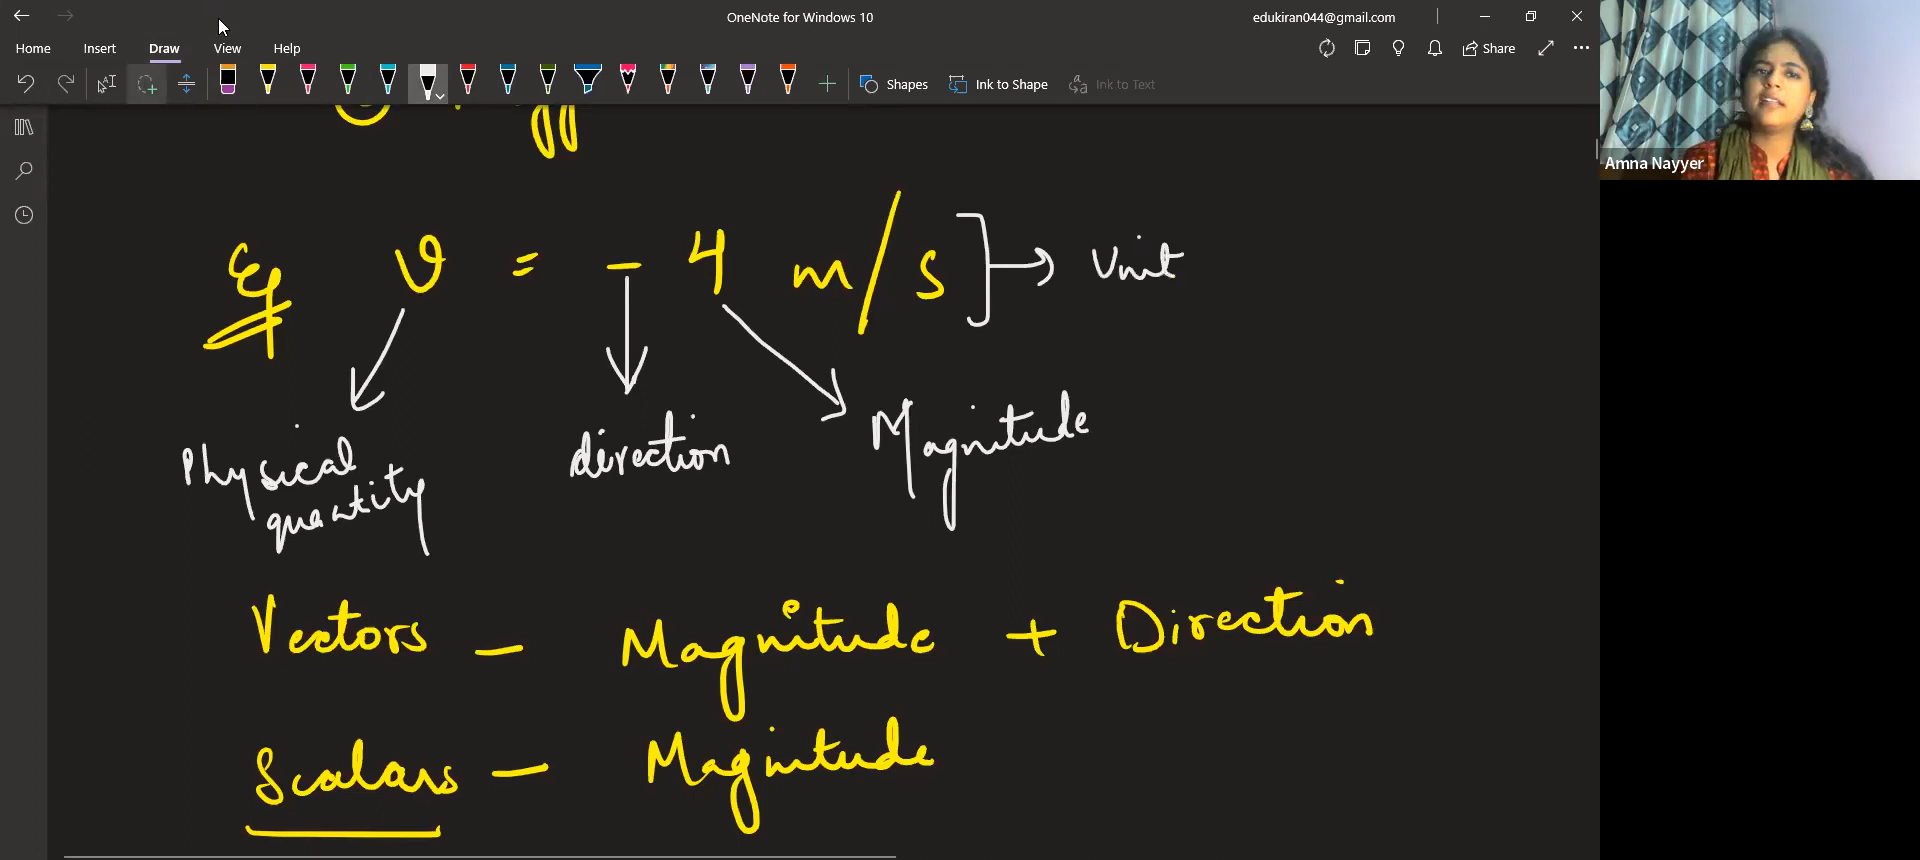 OneNote for Windows 10
edukiran044@gmail.com
Home Insert Draw View Help
Share
Shapes Ink to Shape Ink to Text
Amna Nayyer
Eg v = - 4 m/s Unit
Physical quantity
direction
Magnitude
Vectors - Magnitude + Direction
Scalars - Magnitude